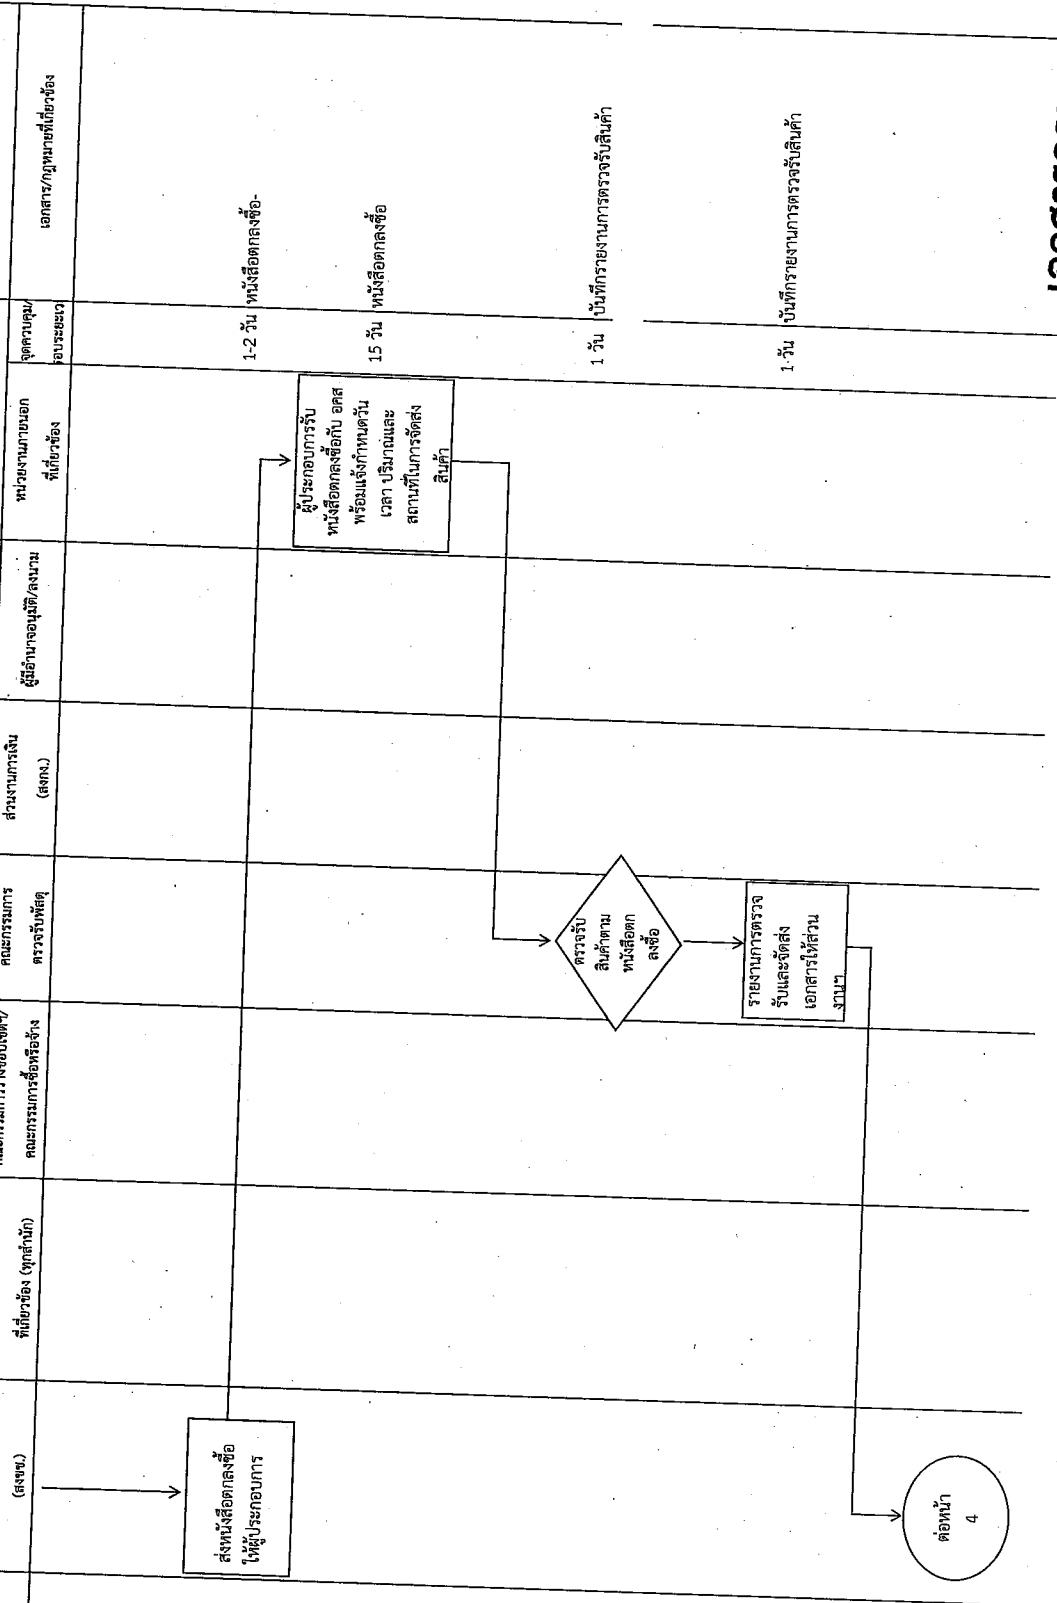 (สงขช.)
ที่เกี่ยวข้อง (ทุกสำนัก)
คณะกรรมการซื้อหรือจ้าง
คณะกรรมการ
ตรวจรับพัสดุ
ส่วนงานการเงิน
(สงกง.)
ผู้มีอำนาจอนุมัติ/ลงนาม
หน่วยงานภายนอก
ที่เกี่ยวข้อง
จุดควบคุม/
เอกสาร/กฎหมายที่เกี่ยวข้อง
ส่งหนังสือตกลงซื้อ
ให้ผู้ประกอบการ
1-2 วัน
หนังสือตกลงซื้อ-
ผู้ประกอบการรับ
หนังสือตกลงซื้อกับ อคส
พร้อมแจ้งกำหนดวัน
เวลา ปริมาณและ
สถานที่ในการจัดส่ง
สินค้า
15 วัน
หนังสือตกลงซื้อ
ตรวจรับ
สินค้าตาม
หนังสือตก
ลงซื้อ
1 วัน
บันทึกรายงานการตรวจรับสินค้า
รายงานการตรวจ
รับและจัดส่ง
เอกสารให้ส่วน
งานฯ
1 วัน
บันทึกรายงานการตรวจรับสินค้า
ต่อหน้า
4